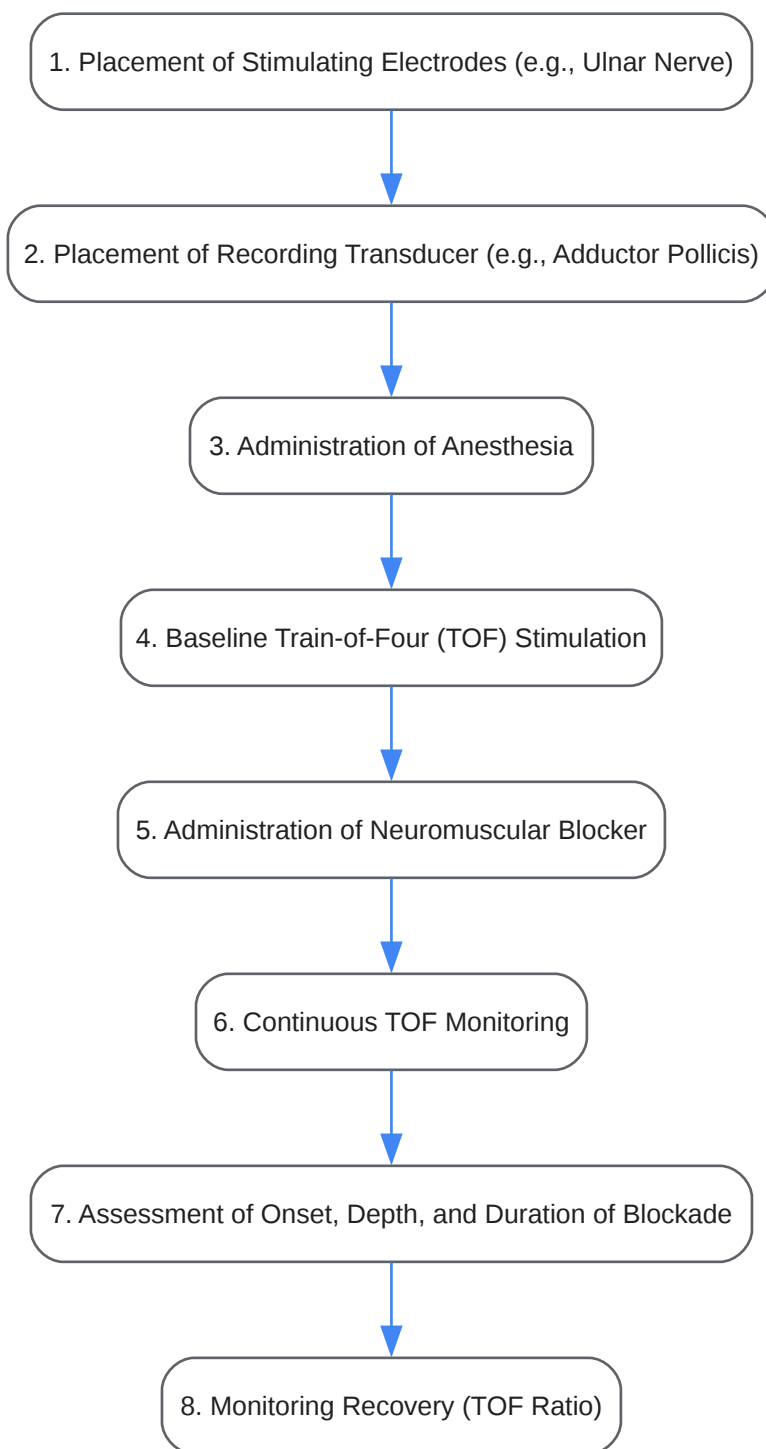 1. Placement of Stimulating Electrodes (e.g., Ulnar Nerve)
2. Placement of Recording Transducer (e.g., Adductor Pollicis)
3. Administration of Anesthesia
4. Baseline Train-of-Four (TOF) Stimulation
5. Administration of Neuromuscular Blocker
6. Continuous TOF Monitoring
7. Assessment of Onset, Depth, and Duration of Blockade
8. Monitoring Recovery (TOF Ratio)